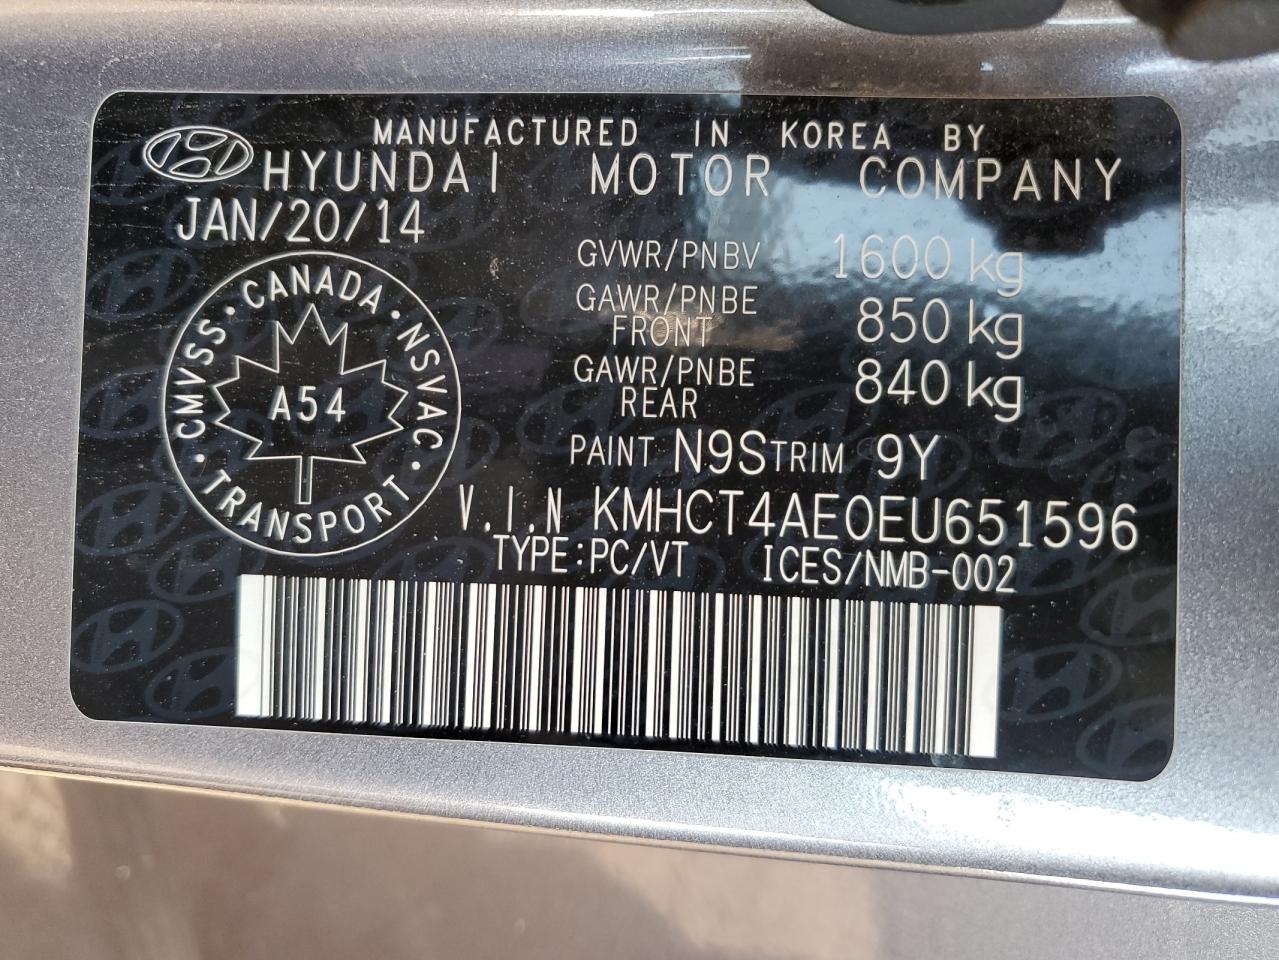 MANUFACTURED IN KOREA BY
HYUNDAI MOTOR COMPANY
JAN/20/14
GVWR/PNBV 1600 kg
GAWR/PNBE FRONT 850 kg
GAWR/PNBE REAR 840 kg
CMVSS · CANADA · NSVAC · TRANSPORT ·
A54
PAINT N9S TRIM 9Y
V.I.N KMHCT4AE0EU651596
TYPE:PC/VT ICES/NMB-002